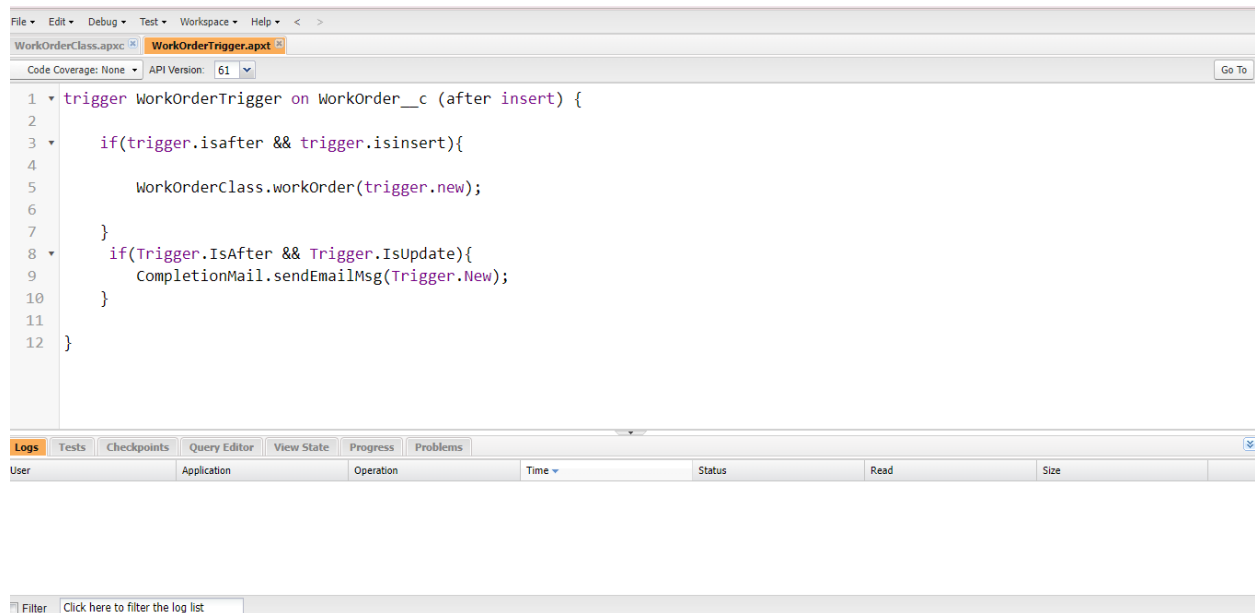 File Edit Debug Test Workspace Help < >
WorkOrderClass.apxc WorkOrderTrigger.apxt
Code Coverage: None API Version: 61 Go To
1 trigger WorkOrderTrigger on WorkOrder__c (after insert) {
2
3 if(trigger.isafter && trigger.isinsert){
4
5 WorkOrderClass.workOrder(trigger.new);
6
7 }
8 if(Trigger.IsAfter && Trigger.IsUpdate){
9 CompletionMail.sendEmailMsg(Trigger.New);
10 }
11
12 }
Logs Tests Checkpoints Query Editor View State Progress Problems
User Application Operation Time Status Read Size
Filter Click here to filter the log list